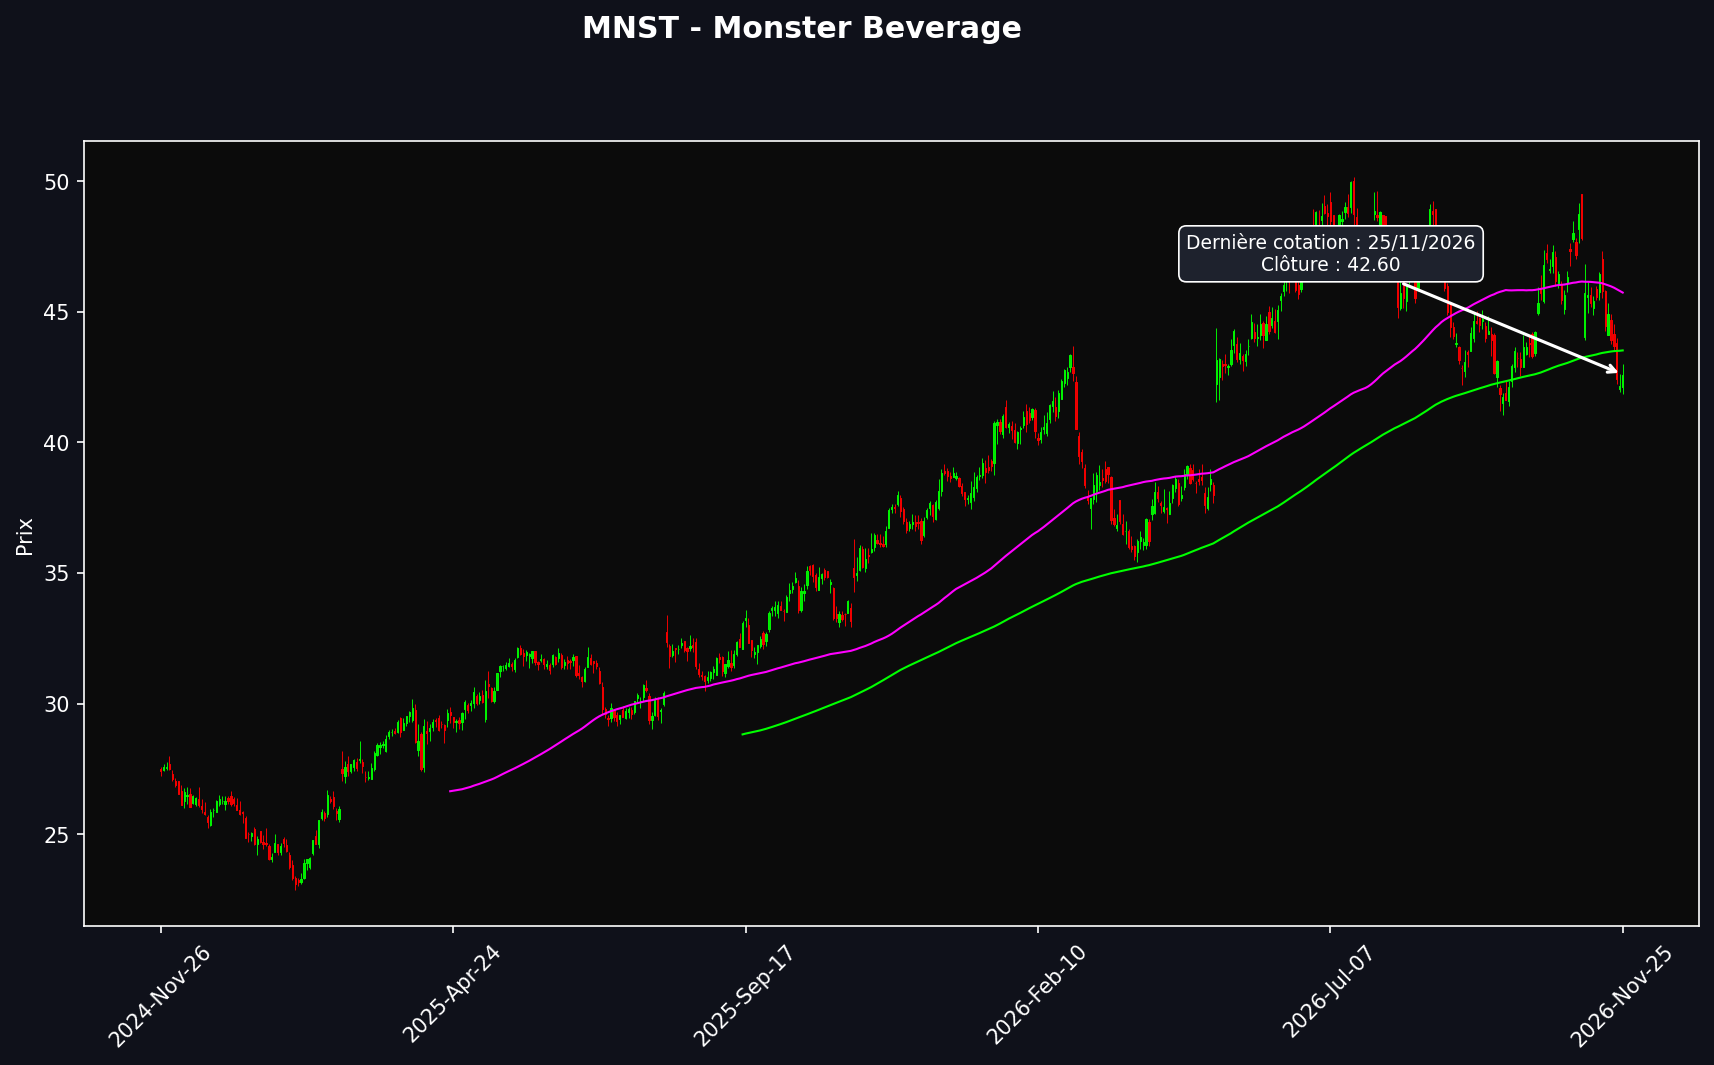 MNST - Monster Beverage
Dernière cotation : 25/11/2026
Clôture : 42.60
Prix
50
45
40
35
30
25
2024-Nov-26
2025-Apr-24
2025-Sep-17
2026-Feb-10
2026-Jul-07
2026-Nov-25